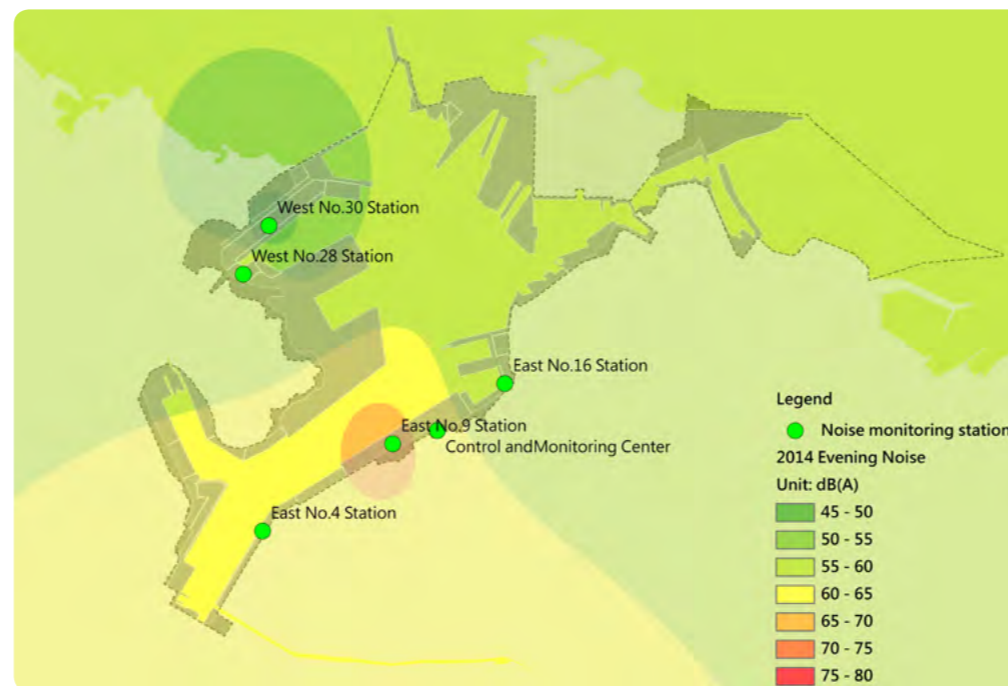 West No.30 Station
West No.28 Station
East No.16 Station
East No.9 Station
Control andMonitoring Center
East No.4 Station
Legend
Noise monitoring station
2014 Evening Noise
Unit: dB(A)
45 - 50
50 - 55
55 - 60
60 - 65
65 - 70
70 - 75
75 - 80